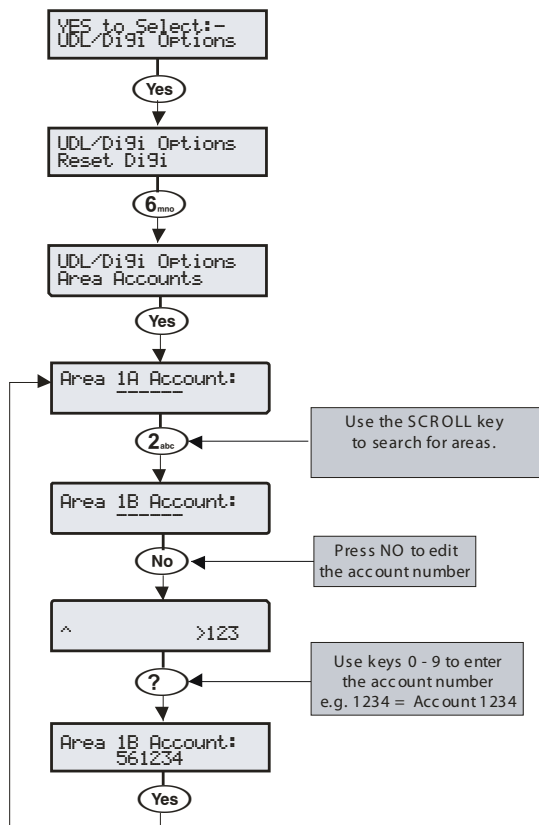 YES to Select:-
UDL/Digi Options
Yes
UDL/Digi Options
Reset Digi
6mno
UDL/Digi Options
Area Accounts
Yes
Area 1A Account:
------
2abc
Use the SCROLL key
to search for areas.
Area 1B Account:
------
No
Press NO to edit
the account number
^ >123
?
Use keys 0 - 9 to enter
the account number
e.g. 1234 = Account 1234
Area 1B Account:
561234
Yes